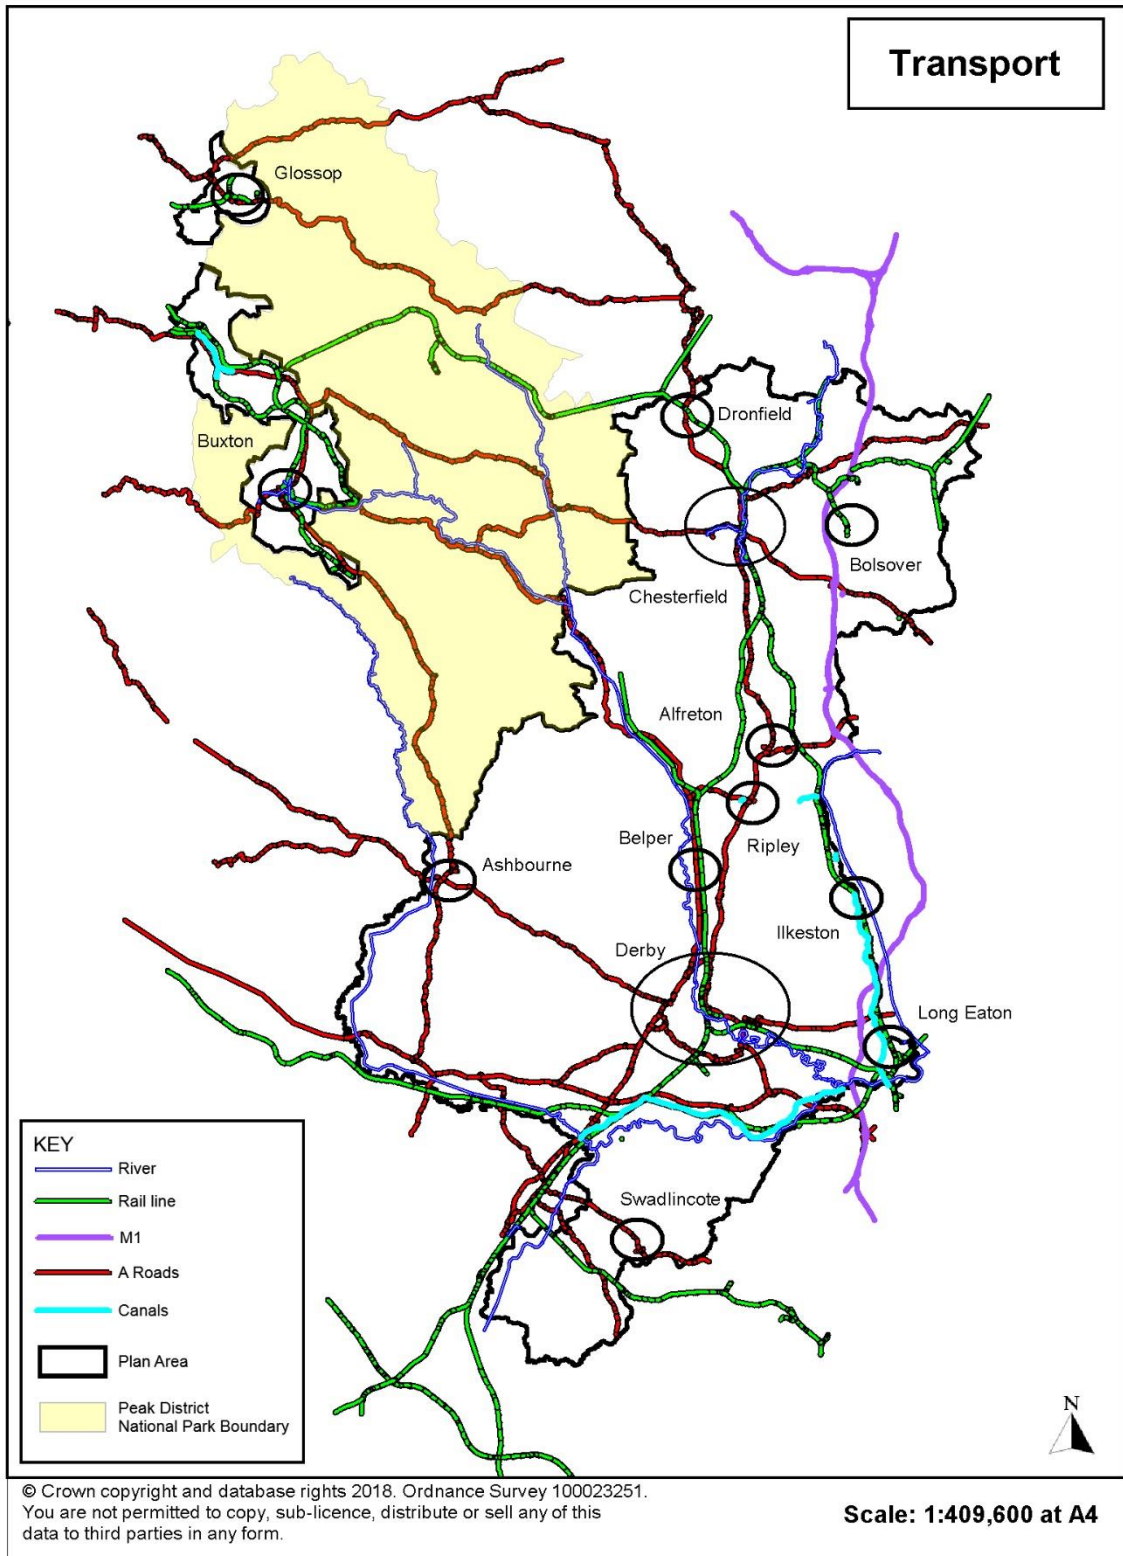 Transport
Glossop
Dronfield
Buxton
Bolsover
Chesterfield
Alfreton
Belper
Ripley
Ashbourne
Ilkeston
Derby
Long Eaton
Swadlincote
KEY
River
Rail line
M1
A Roads
Canals
Plan Area
Peak District
National Park Boundary
N
© Crown copyright and database rights 2018. Ordnance Survey 100023251.
You are not permitted to copy, sub-licence, distribute or sell any of this
data to third parties in any form.
Scale: 1:409,600 at A4